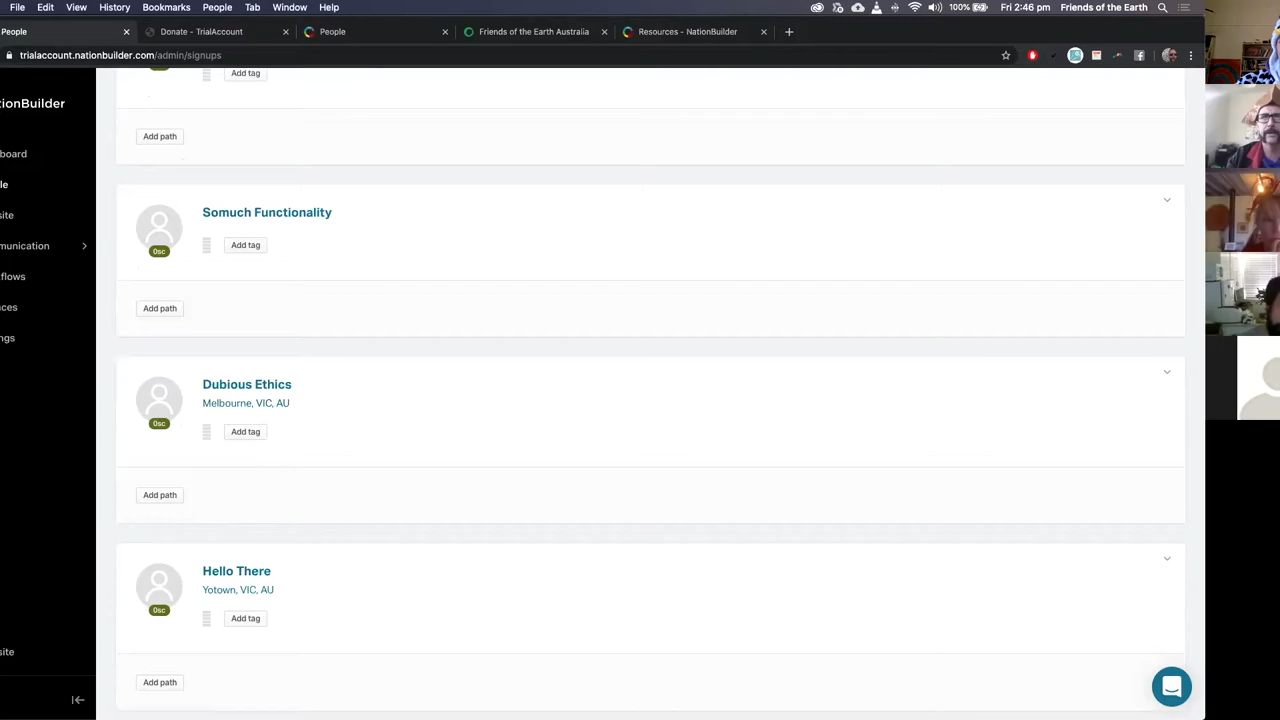 File Edit View History Bookmarks People Tab Window Help 100% Fri 2:46 pm Friends of the Earth
People Donate - TrialAccount People Friends of the Earth Australia Resources - NationBuilder
trialaccount.nationbuilder.com/admin/signups
tionBuilder
Add tag
board
Add path
le
site
Somuch Functionality
munication
0sc
Add tag
flows
ces
Add path
ngs
Dubious Ethics
Melbourne, VIC, AU
0sc
Add tag
Add path
Hello There
Yotown, VIC, AU
0sc
Add tag
site
Add path